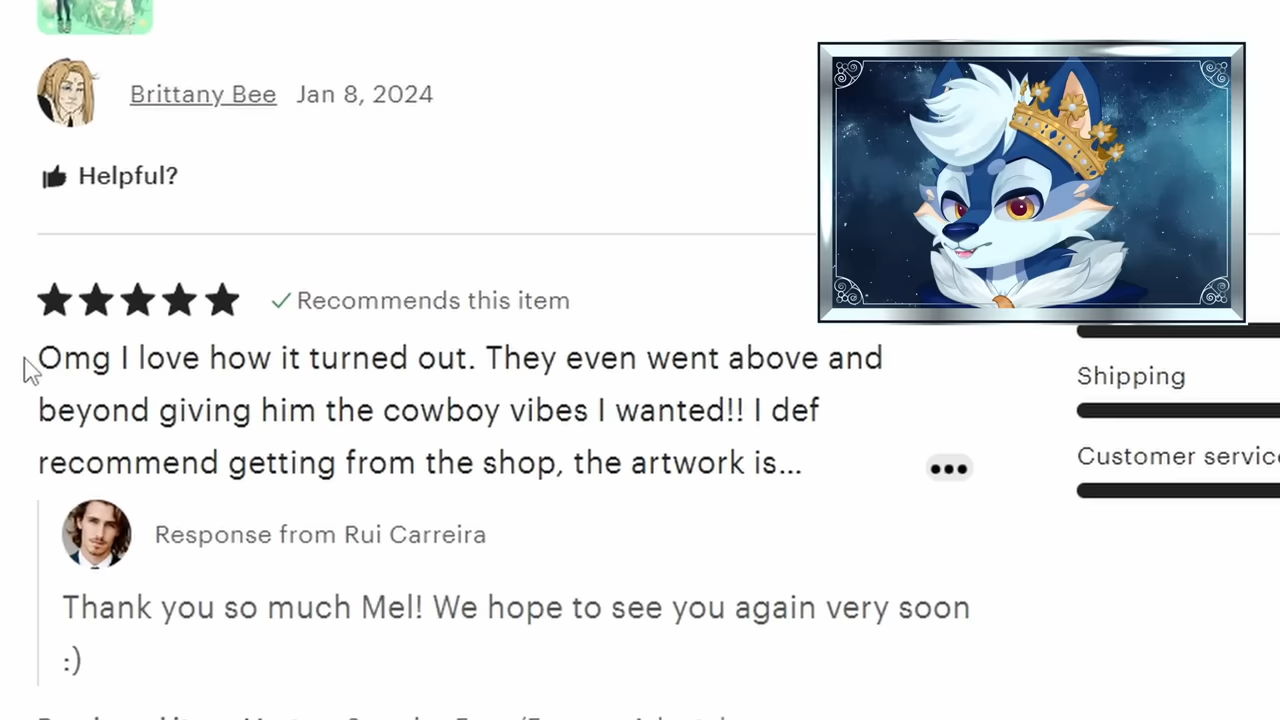 Brittany Bee Jan 8, 2024
Helpful?
Recommends this item
Omg I love how it turned out. They even went above and
beyond giving him the cowboy vibes I wanted!! I def
recommend getting from the shop, the artwork is...
Shipping
Customer service
Response from Rui Carreira
Thank you so much Mel! We hope to see you again very soon
:)